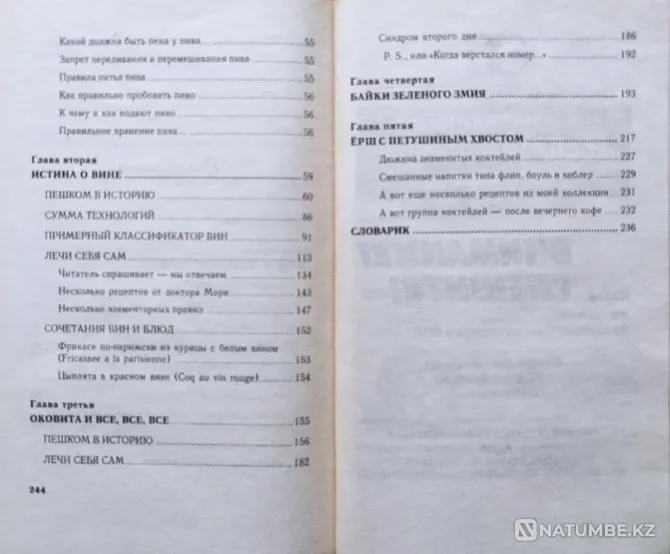 Какой должна быть пена у пива 55
Запрет переливания и перемешивания пива 55
Правила питья пива 55
Как правильно пробовать пиво 56
К чему и как подают пиво 56
Правильное хранение пива 56
Глава вторая
ИСТИНА О ВИНЕ 59
ПЕШКОМ В ИСТОРИЮ 60
СУММА ТЕХНОЛОГИЙ 86
ПРИМЕРНЫЙ КЛАССИФИКАТОР ВИН 91
ЛЕЧИ СЕБЯ САМ 113
Читатель спрашивает — мы отвечаем 134
Несколько рецептов от доктора Мори 143
Несколько элементарных правил 147
СОЧЕТАНИЯ ВИН И БЛЮД 152
Фрикасе по-парижски из курицы с белым вином
(Fricassee a la parisienne) 153
Цыплята в красном вине (Coq au vin rouge) 154
Глава третья
ОКОВИТА И ВСЕ, ВСЕ, ВСЕ 155
ПЕШКОМ В ИСТОРИЮ 156
ЛЕЧИ СЕБЯ САМ 182
244
Синдром второго дня 186
P. S., или «Когда верстался номер...» 192
Глава четвертая
БАЙКИ ЗЕЛЕНОГО ЗМИЯ 193
Глава пятая
ЁРШ С ПЕТУШИНЫМ ХВОСТОМ 217
Дюжина знаменитых коктейлей 227
Смешанные напитки типа флип, боуль и коблер 229
А вот еще несколько рецептов из моей коллекции 231
А вот группа коктейлей — после вечернего кофе 232
СЛОВАРИК 236
NATUMBE.KZ